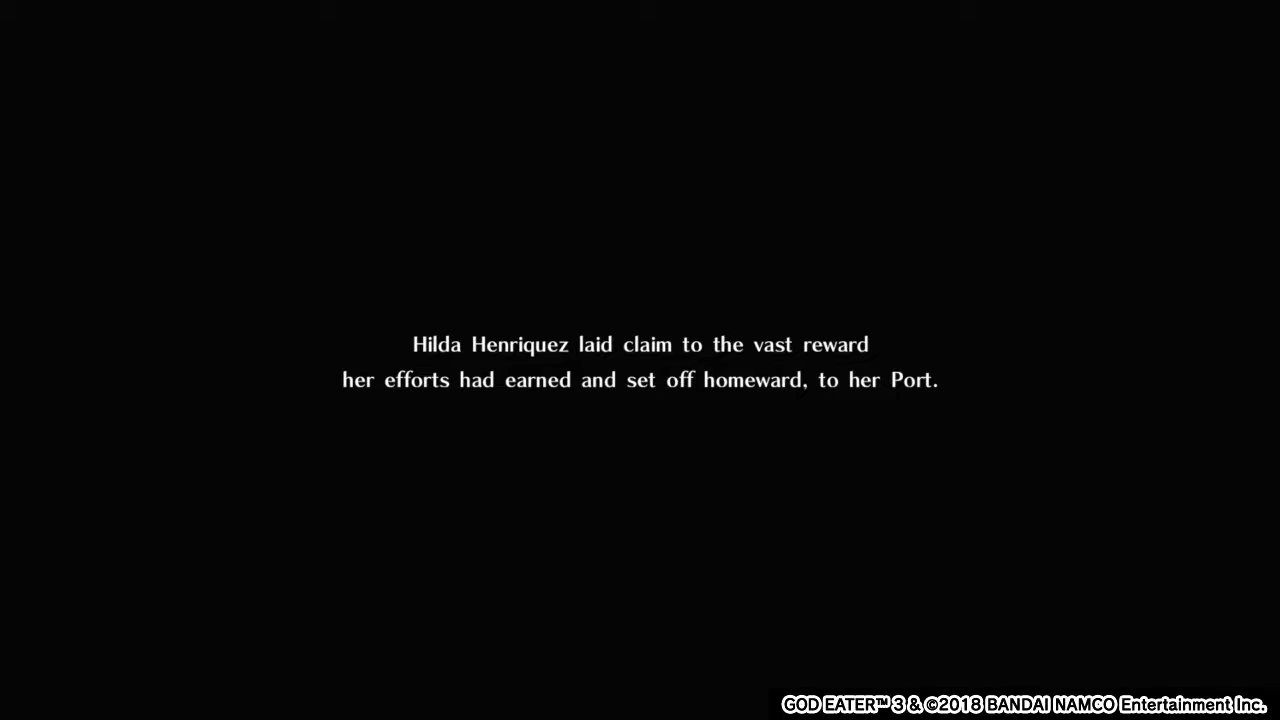 Hilda Henriquez laid claim to the vast reward
her efforts had earned and set off homeward, to her Port.
GOD EATER™ 3 & ©2018 BANDAI NAMCO Entertainment Inc.